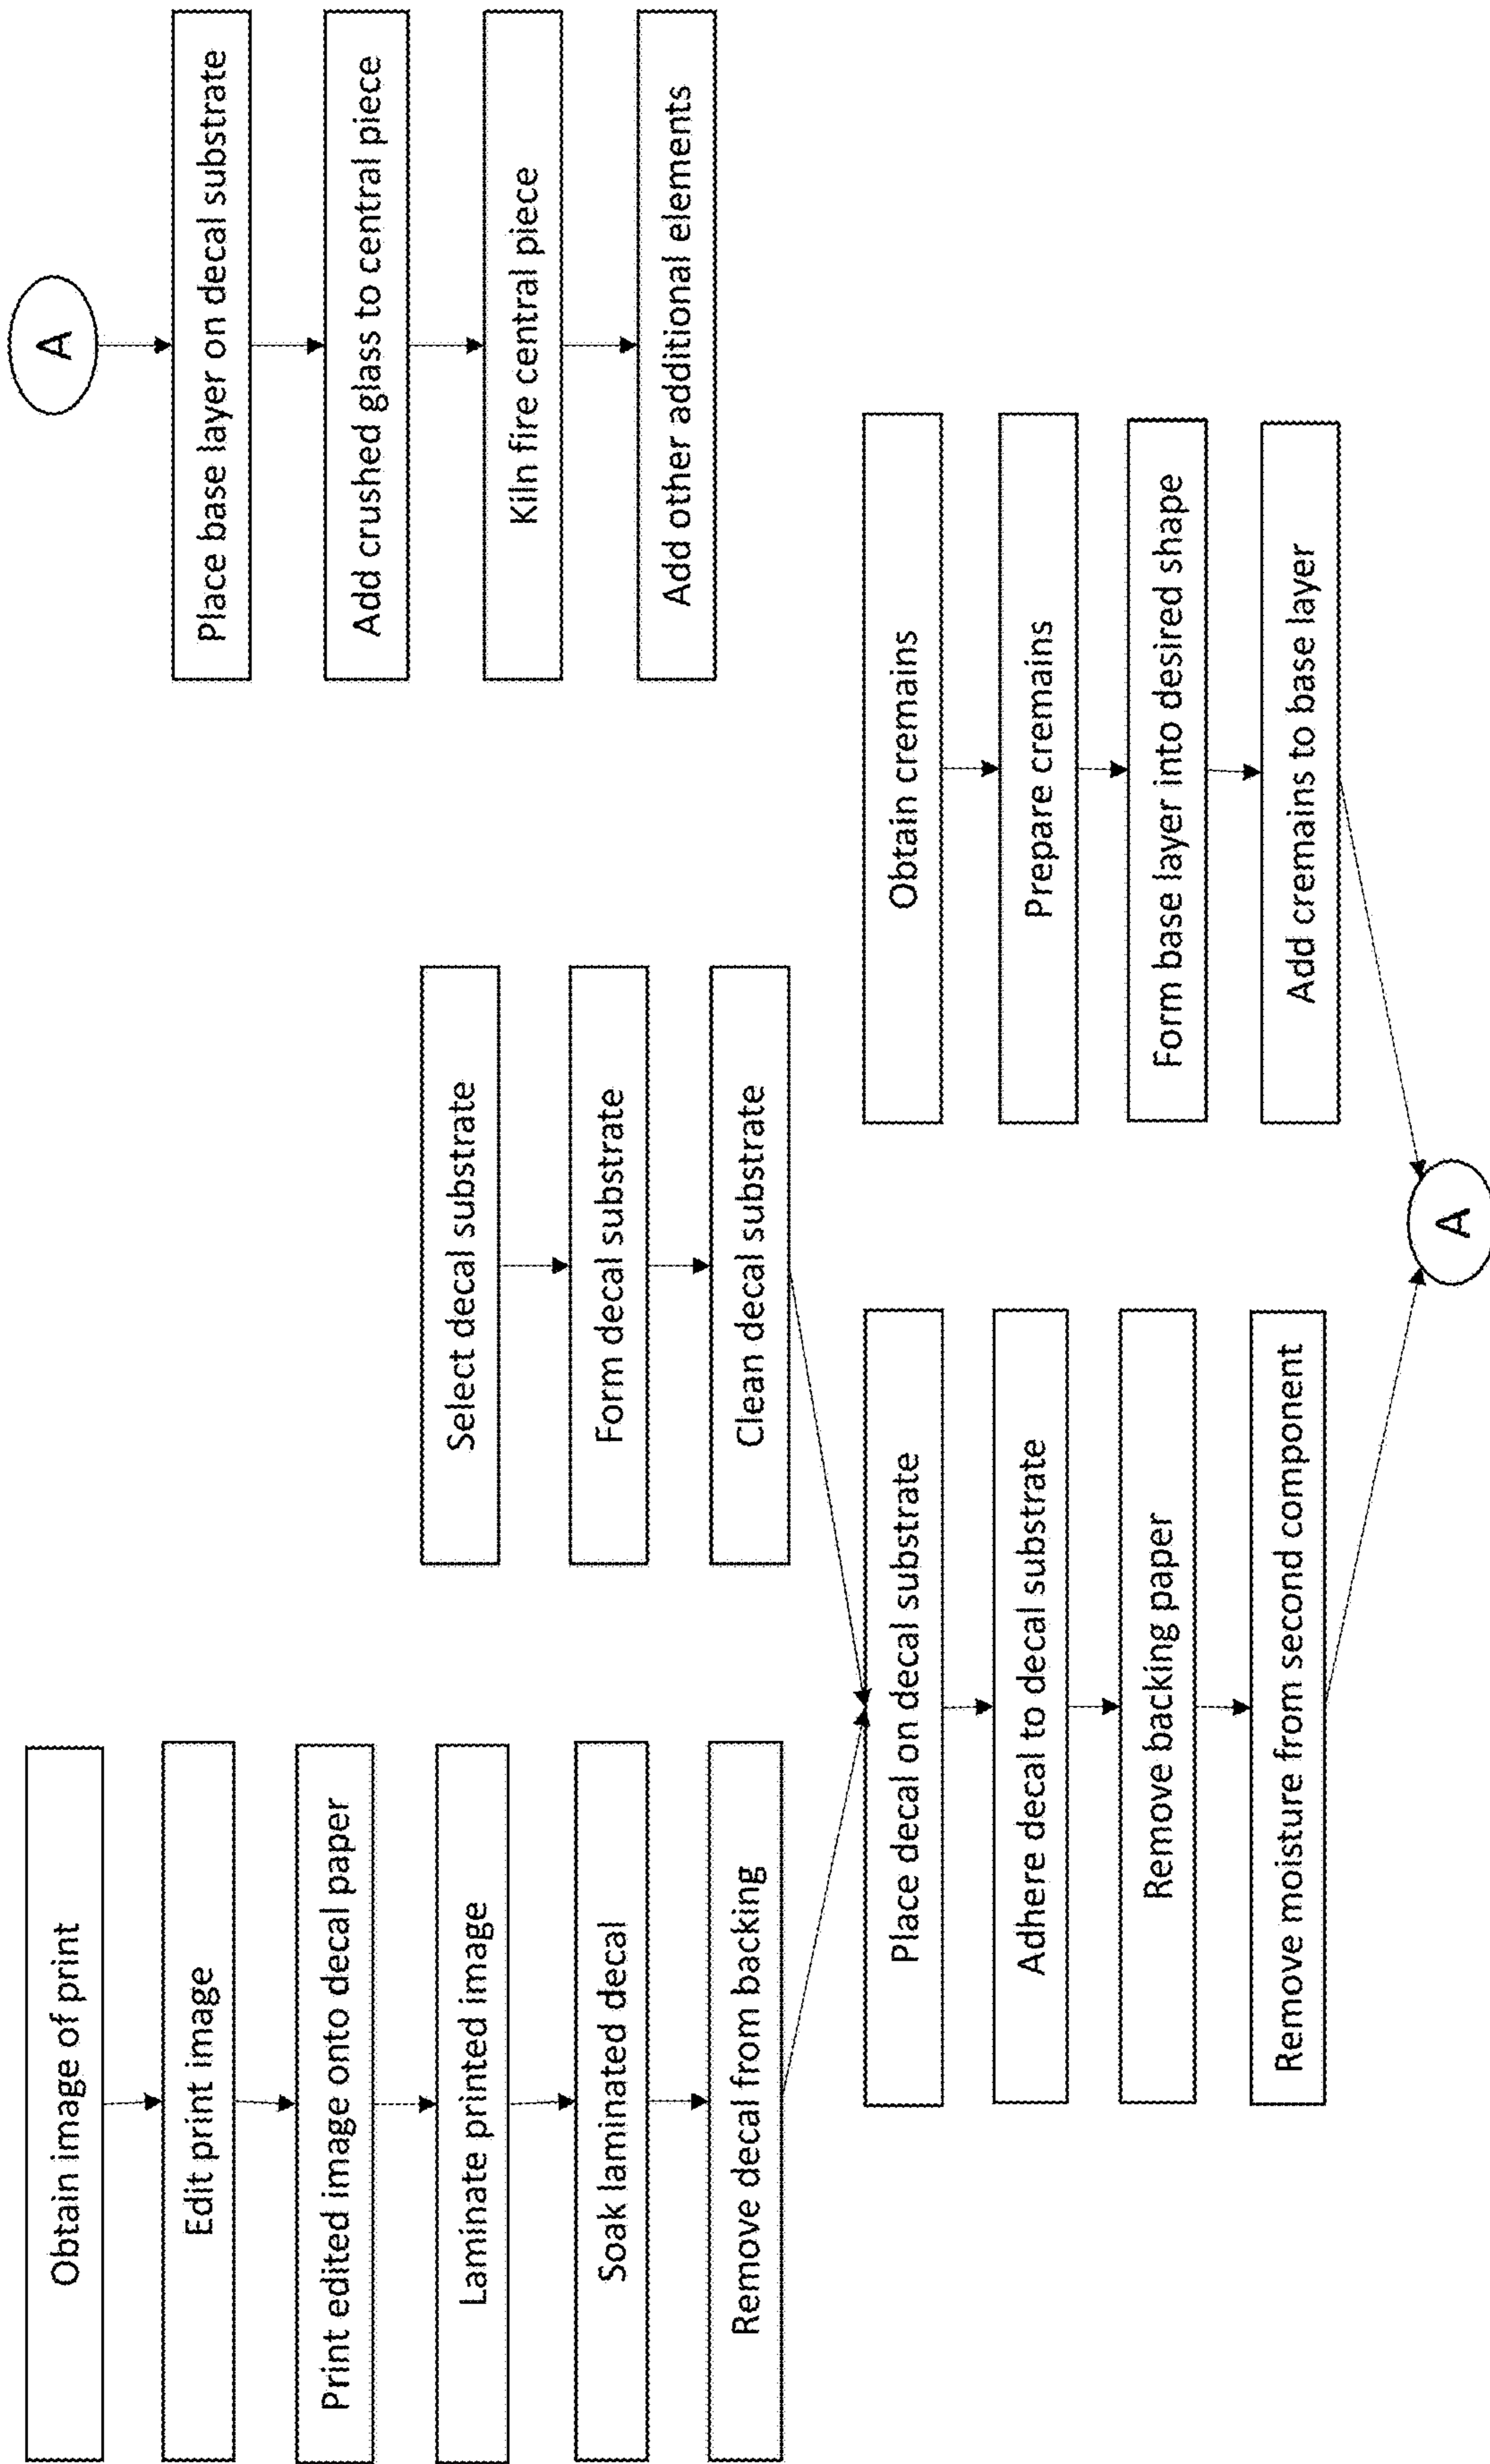 Obtain image of print
Edit print image
Print edited image onto decal paper
Laminate printed image
Soak laminated decal
Remove decal from backing
Select decal substrate
Form decal substrate
Clean decal substrate
Place decal on decal substrate
Adhere decal to decal substrate
Remove backing paper
Remove moisture from second component
Obtain cremains
Prepare cremains
Form base layer into desired shape
Add cremains to base layer
A
A
Place base layer on decal substrate
Add crushed glass to central piece
Kiln fire central piece
Add other additional elements